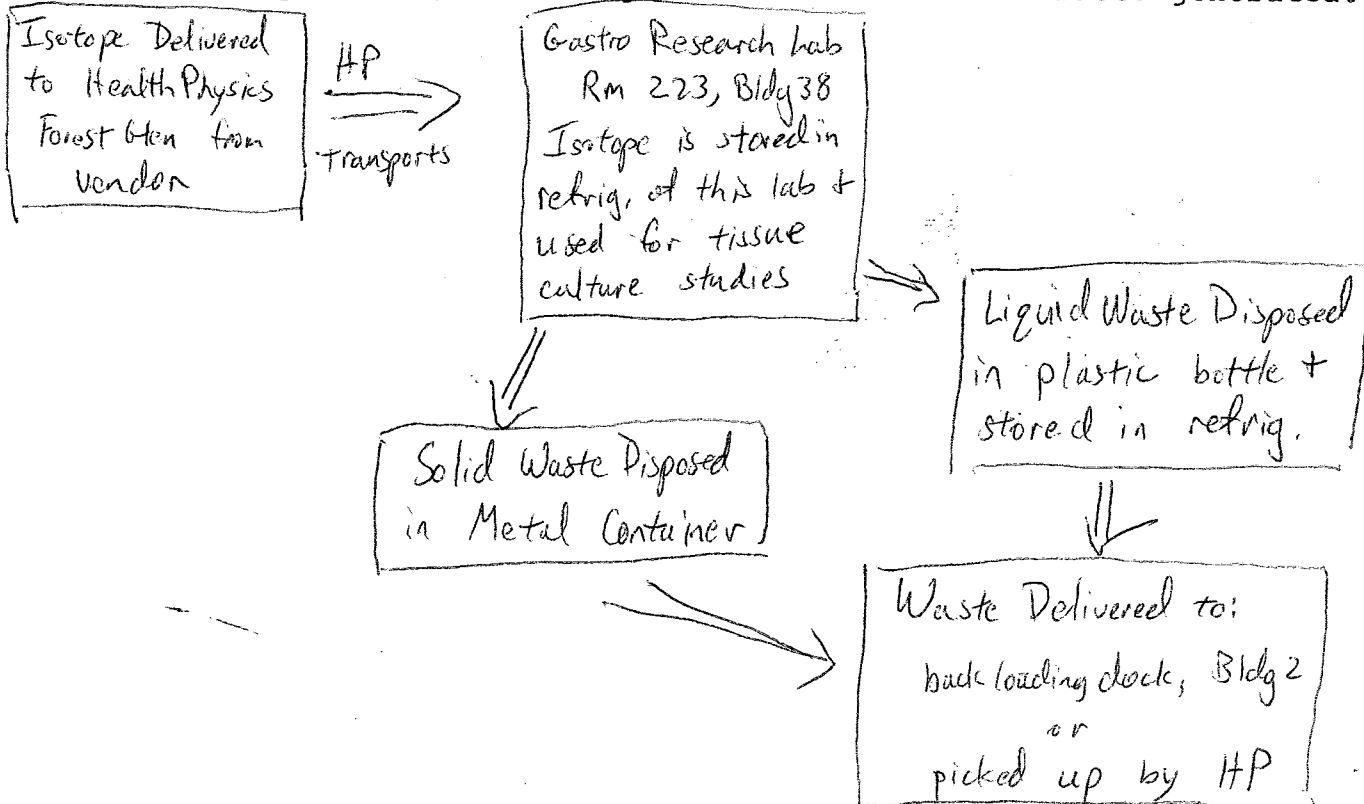 generated.
Isotope Delivered
to Health Physics
Forest Glen from
vendor
HP
transports
Gastro Research Lab
Rm 223, Bldg 38
Isotope is stored in
refrig. of this lab +
used for tissue
culture studies
Liquid Waste Disposed
in plastic bottle +
stored in refrig.
Solid Waste Disposed
in Metal Container
Waste Delivered to:
back loading dock, Bldg 2
or
picked up by HP